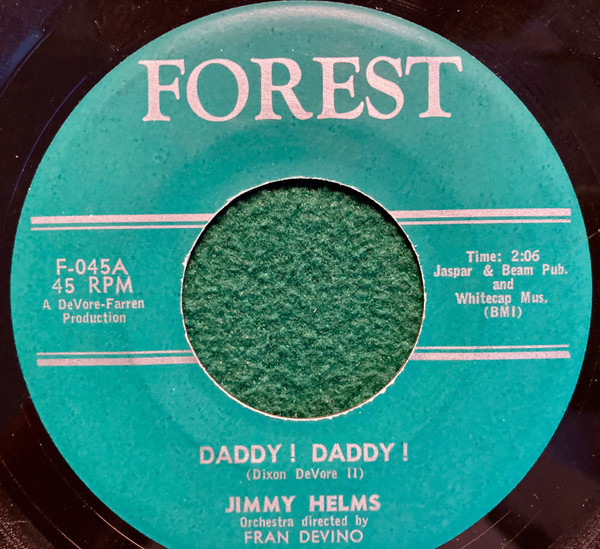 FOREST
F-045A
45 RPM
A DeVore-Farren
Production
Time: 2:06
Jaspar & Beam Pub.
and
Whitecap Mus.
(BMI)
DADDY! DADDY!
(Dixon DeVore II)
JIMMY HELMS
Orchestra directed by
FRAN DEVINO